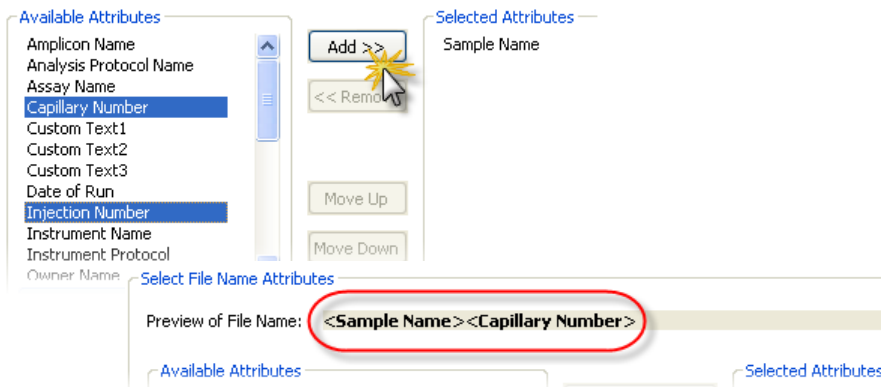 Available Attributes
Selected Attributes
Amplicon Name
Add >>
Sample Name
Analysis Protocol Name
Assay Name
<< Remo
Capillary Number
Custom Text1
Custom Text2
Custom Text3
Date of Run
Move Up
Injection Number
Instrument Name
Instrument Protocol
Move Down
Owner Name
Select File Name Attributes
Preview of File Name: <Sample Name><Capillary Number>
Available Attributes
Selected Attributes